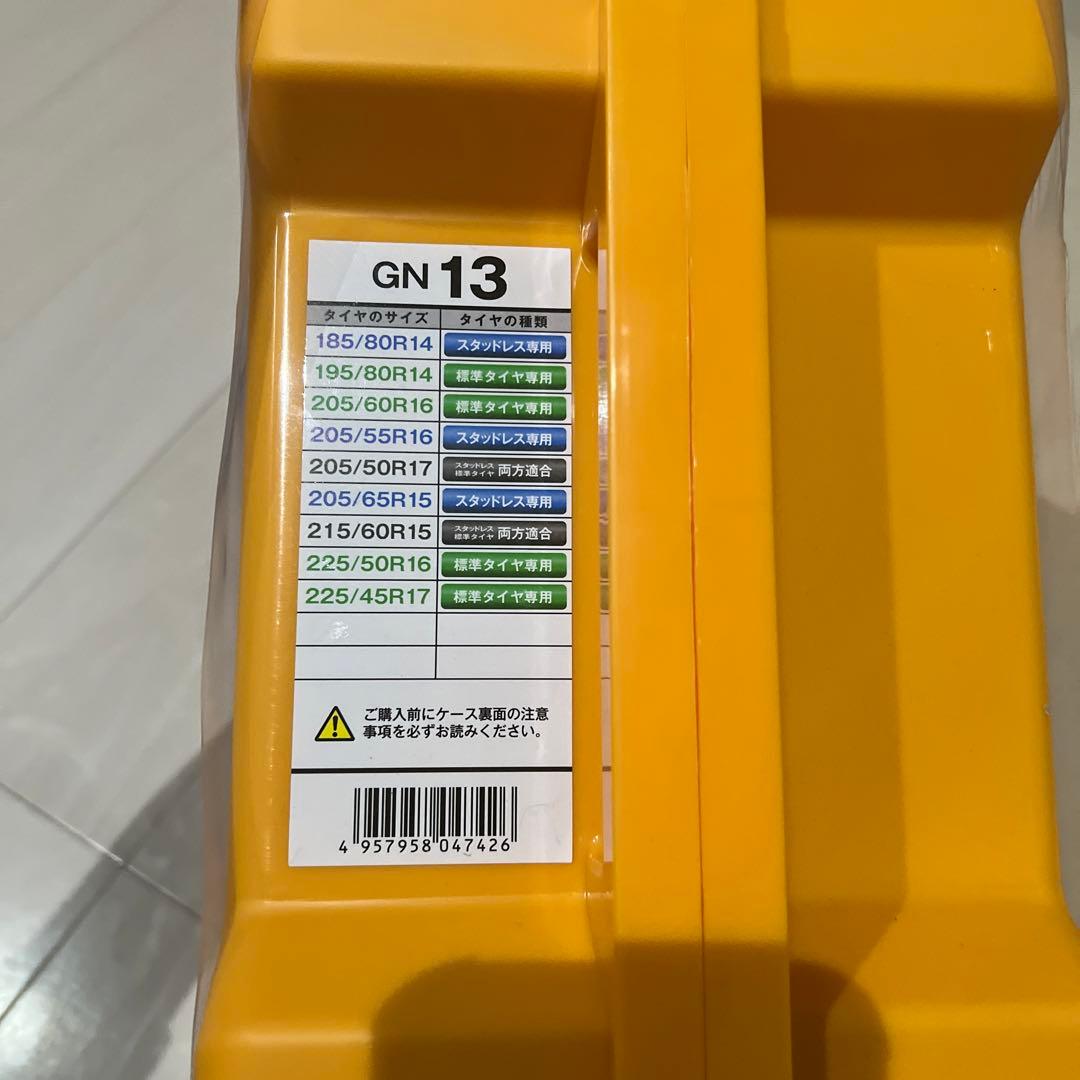 GN 13
タイヤのサイズ タイヤの種類
185/80R14 スタッドレス専用
195/80R14 標準タイヤ専用
205/60R16 標準タイヤ専用
205/55R16 スタッドレス専用
205/50R17 スタッドレス 標準タイヤ 両方適合
205/65R15 スタッドレス専用
215/60R15 スタッドレス 標準タイヤ 両方適合
225/50R16 標準タイヤ専用
225/45R17 標準タイヤ専用
ご購入前にケース裏面の注意
事項を必ずお読みください。
4 957958 047426